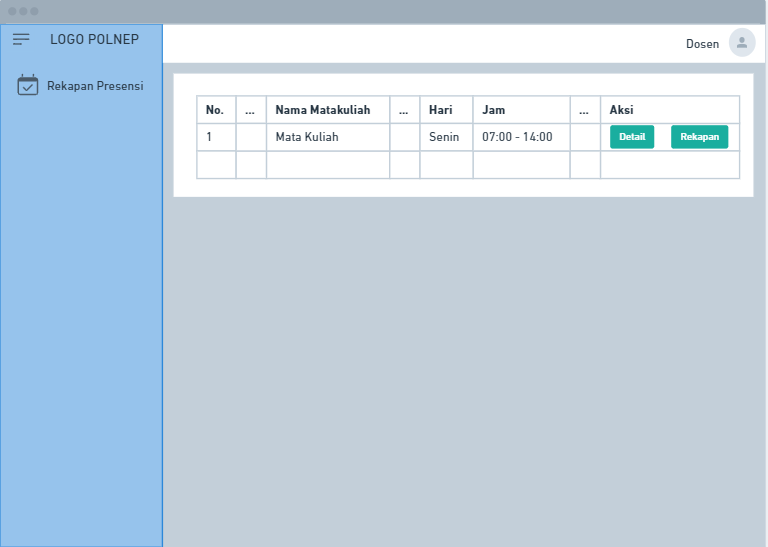 LOGO POLNEP
Dosen
Rekapan Presensi
No. ... Nama Matakuliah ... Hari Jam ... Aksi
1 Mata Kuliah Senin 07:00 - 14:00 Detail Rekapan